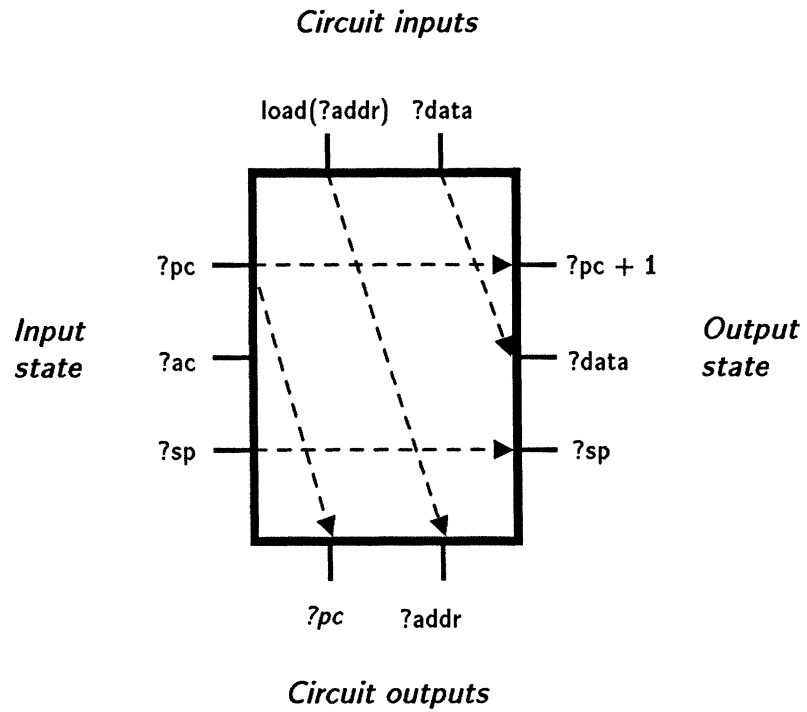 Circuit inputs
load(?addr) ?data
?pc
?pc + 1
Input
state
?ac
?data
Output
state
?sp
?sp
?pc
?addr
Circuit outputs